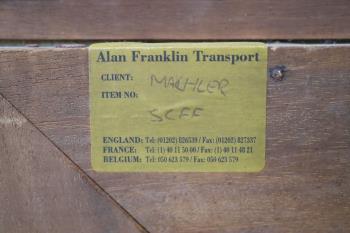 Alan Franklin Transport
CLIENT: MACHLER
ITEM NO:
SCFF
ENGLAND: Tel: (01202) 826539 / Fax: (01202) 827337
FRANCE: Tel: (1) 40 11 50 00 / Fax: (1) 40 11 48 21
BELGIUM: Tel: 050 623 579 / Fax: 050 623 579